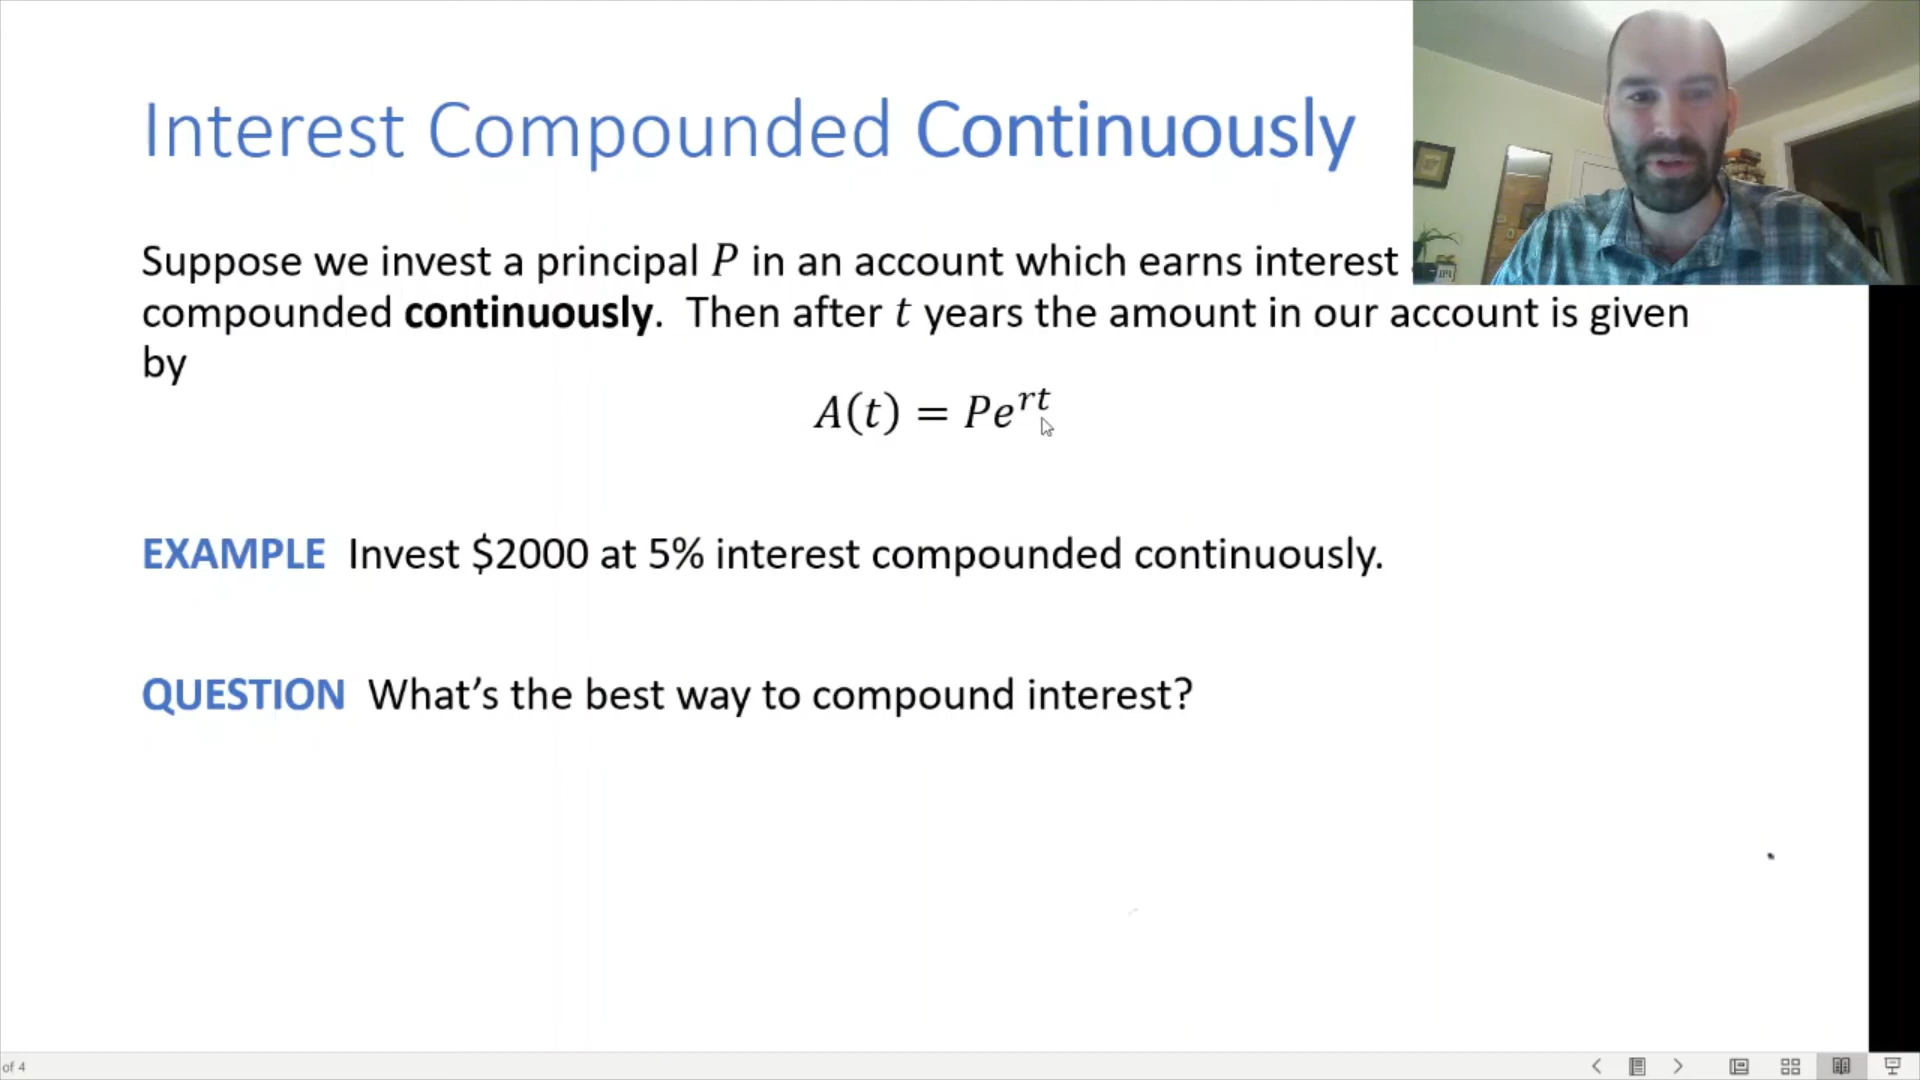 Interest Compounded Continuously
Suppose we invest a principal P in an account which earns interest
compounded continuously. Then after t years the amount in our account is given
by
A(t) = Pe^{rt}
EXAMPLE Invest $2000 at 5% interest compounded continuously.
QUESTION What's the best way to compound interest?
of 4